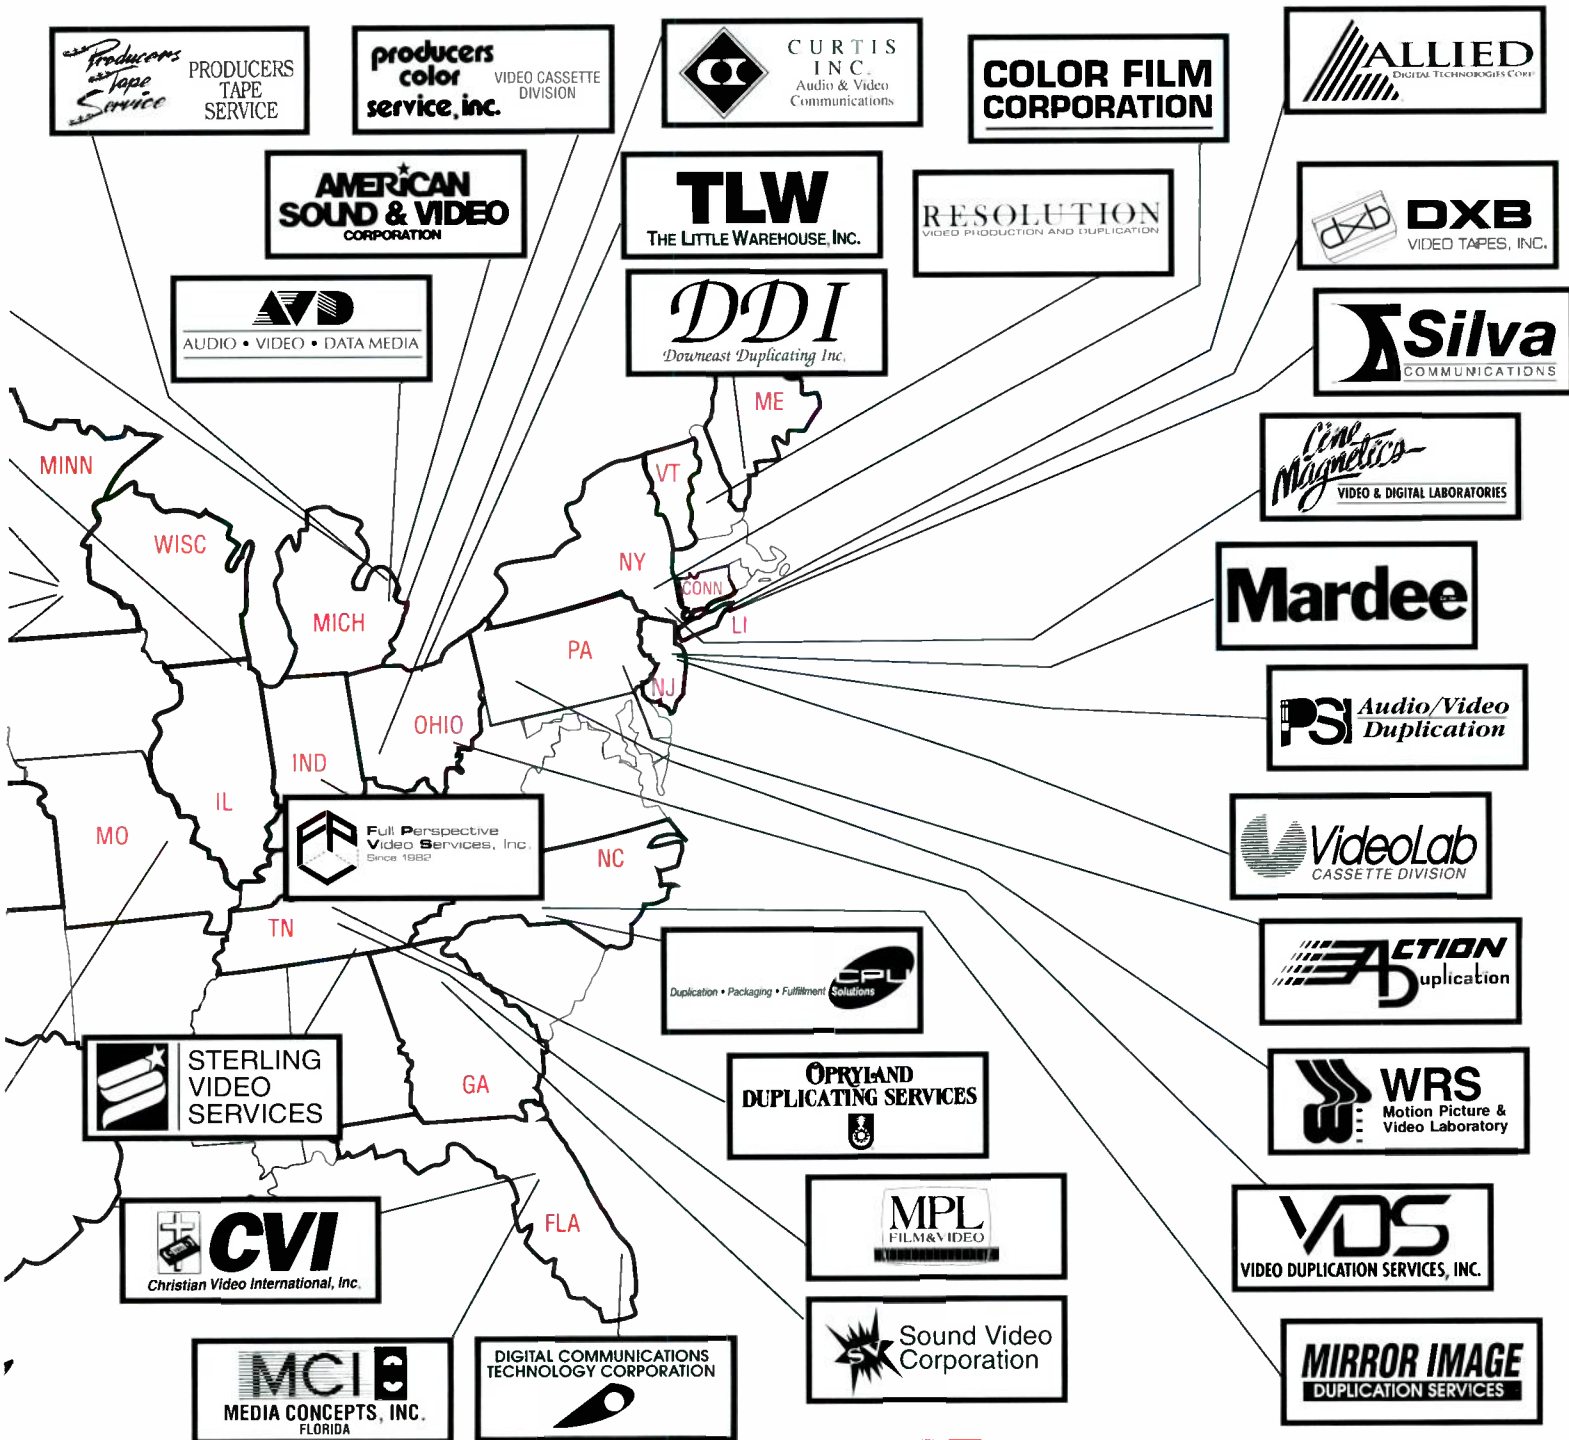 Producers
Tape
Service
PRODUCERS
TAPE
SERVICE
producers
color
service, inc.
VIDEO CASSETTE
DIVISION
CURTIS
INC.
Audio & Video
Communications
COLOR FILM
CORPORATION
ALLIED
DIGITAL TECHNOLOGIES CORP
AMERICAN
SOUND & VIDEO
CORPORATION
TLW
THE LITTLE WAREHOUSE, INC.
RESOLUTION
VIDEO PRODUCTION AND DUPLICATION
dxb
DXB
VIDEO TAPES, INC.
AVD
AUDIO • VIDEO • DATA MEDIA
DDI
Downeast Duplicating Inc.
Silva
COMMUNICATIONS
Cine
Magnetics
VIDEO & DIGITAL LABORATORIES
Mardee
PSI
Audio/Video
Duplication
VideoLab
CASSETTE DIVISION
ACTION
Duplication
WRS
Motion Picture &
Video Laboratory
VDS
VIDEO DUPLICATION SERVICES, INC.
MIRROR IMAGE
DUPLICATION SERVICES
ME
MINN
VT
WISC
NY
CONN
MICH
LI
PA
NJ
OHIO
IND
IL
MO
NC
TN
GA
FLA
Full Perspective
Video Services, Inc.
Since 1982
CPU
Duplication • Packaging • Fulfillment Solutions
OPRYLAND
DUPLICATING SERVICES
STERLING
VIDEO
SERVICES
MPL
FILM & VIDEO
CVI
Christian Video International, Inc.
SV
Sound Video
Corporation
MCI
MEDIA CONCEPTS, INC.
FLORIDA
DIGITAL COMMUNICATIONS
TECHNOLOGY CORPORATION